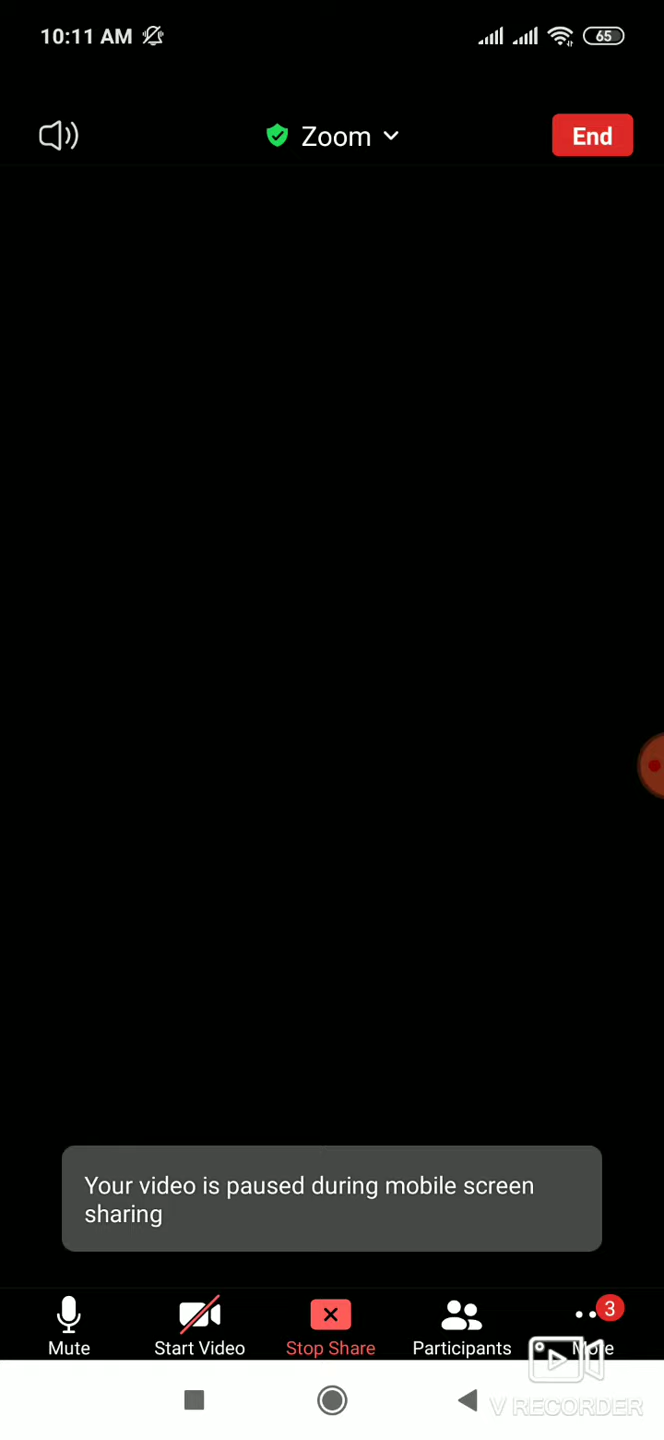 10:11 AM
65
Zoom
End
Your video is paused during mobile screen
sharing
3
Mute
Start Video
Stop Share
Participants
More
V RECORDER